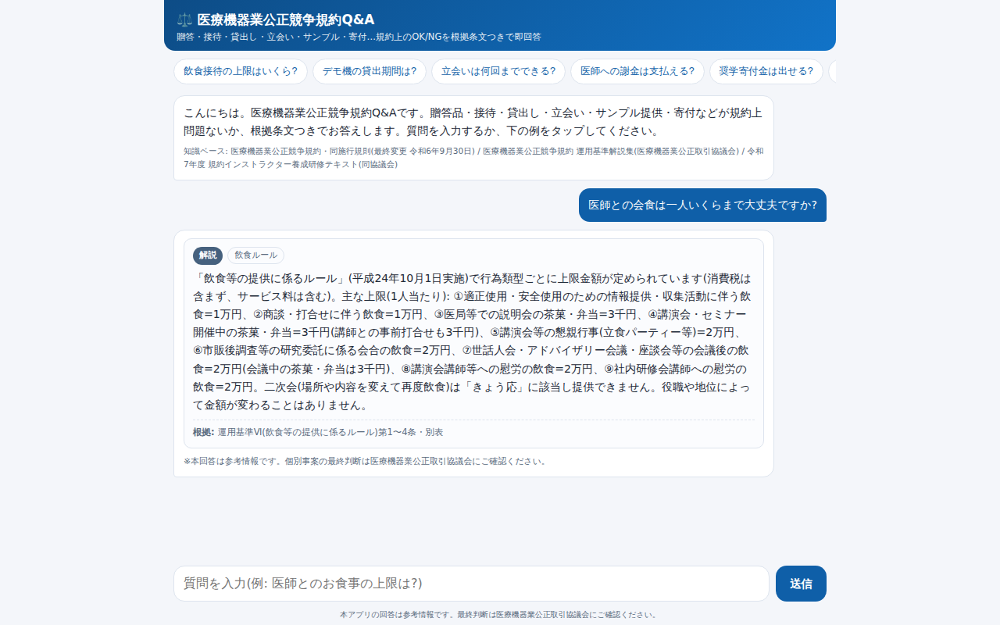 ⚖️ 医療機器業公正競争規約Q&A
贈答・接待・貸出し・立会い・サンプル・寄付…規約上のOK/NGを根拠条文つきで即回答
飲食接待の上限はいくら?
デモ機の貸出期間は?
立会いは何回までできる?
医師への謝金は支払える?
奨学寄付金は出せる?
こんにちは。医療機器業公正競争規約Q&Aです。贈答品・接待・貸出し・立会い・サンプル提供・寄付などが規約上
問題ないか、根拠条文つきでお答えします。質問を入力するか、下の例をタップしてください。
知識ベース: 医療機器業公正競争規約・同施行規則(最終変更 令和6年9月30日) / 医療機器業公正競争規約 運用基準解説集(医療機器業公正取引協議会) / 令和
7年度 規約インストラクター養成研修テキスト(同協議会)
医師との会食は一人いくらまで大丈夫ですか?
解説 飲食ルール
「飲食等の提供に係るルール」(平成24年10月1日実施)で行為類型ごとに上限金額が定められています(消費税は
含まず、サービス料は含む)。主な上限(1人当たり): ①適正使用・安全使用のための情報提供・収集活動に伴う飲
食=1万円、②商談・打合せに伴う飲食=1万円、③医局等での説明会の茶菓・弁当=3千円、④講演会・セミナー
開催中の茶菓・弁当=3千円(講師との事前打合せも3千円)、⑤講演会等の懇親行事(立食パーティー等)=2万円、
⑥市販後調査等の研究委託に係る会合の飲食=2万円、⑦世話人会・アドバイザリー会議・座談会等の会議後の飲
食=2万円(会議中の茶菓・弁当は3千円)、⑧講演会講師等への慰労の飲食=2万円、⑨社内研修会講師への慰労の
飲食=2万円。二次会(場所や内容を変えて再度飲食)は「きょう応」に該当し提供できません。役職や地位によっ
て金額が変わることはありません。
根拠: 運用基準Ⅵ(飲食等の提供に係るルール)第1〜4条・別表
※本回答は参考情報です。個別事案の最終判断は医療機器業公正取引協議会にご確認ください。
質問を入力(例: 医師とのお食事の上限は?)
送信
本アプリの回答は参考情報です。最終判断は医療機器業公正取引協議会にご確認ください。